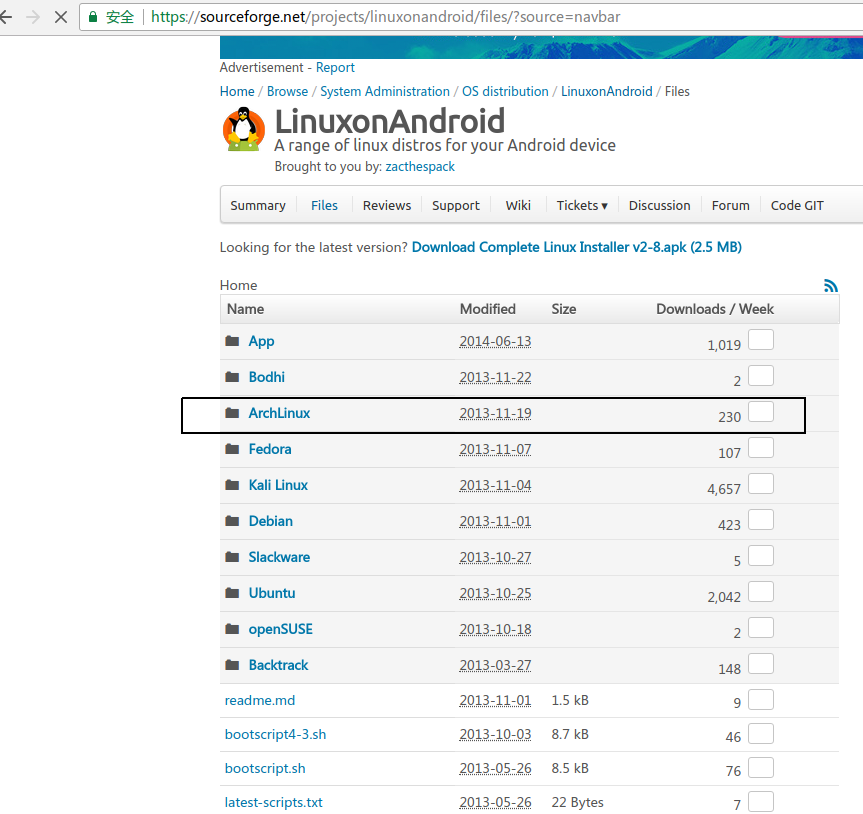 安全 https://sourceforge.net/projects/linuxonandroid/files/?source=navbar
Advertisement - Report
Home / Browse / System Administration / OS distribution / LinuxonAndroid / Files
LinuxonAndroid
A range of linux distros for your Android device
Brought to you by: zacthespack
Summary Files Reviews Support Wiki Tickets ▾ Discussion Forum Code GIT
Looking for the latest version? Download Complete Linux Installer v2-8.apk (2.5 MB)
Home
Name Modified Size Downloads / Week
App 2014-06-13 1,019
Bodhi 2013-11-22 2
ArchLinux 2013-11-19 230
Fedora 2013-11-07 107
Kali Linux 2013-11-04 4,657
Debian 2013-11-01 423
Slackware 2013-10-27 5
Ubuntu 2013-10-25 2,042
openSUSE 2013-10-18 2
Backtrack 2013-03-27 148
readme.md 2013-11-01 1.5 kB 9
bootscript4-3.sh 2013-10-03 8.7 kB 46
bootscript.sh 2013-05-26 8.5 kB 76
latest-scripts.txt 2013-05-26 22 Bytes 7